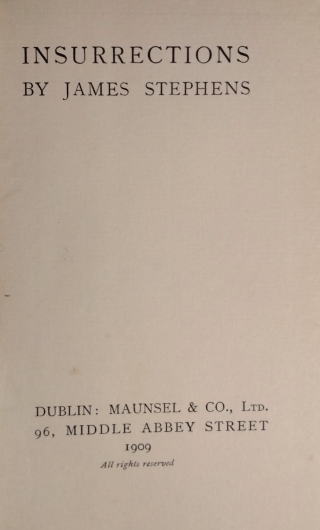 INSURRECTIONS
BY JAMES STEPHENS
DUBLIN: MAUNSEL & CO., LTD.
96, MIDDLE ABBEY STREET
1909
All rights reserved